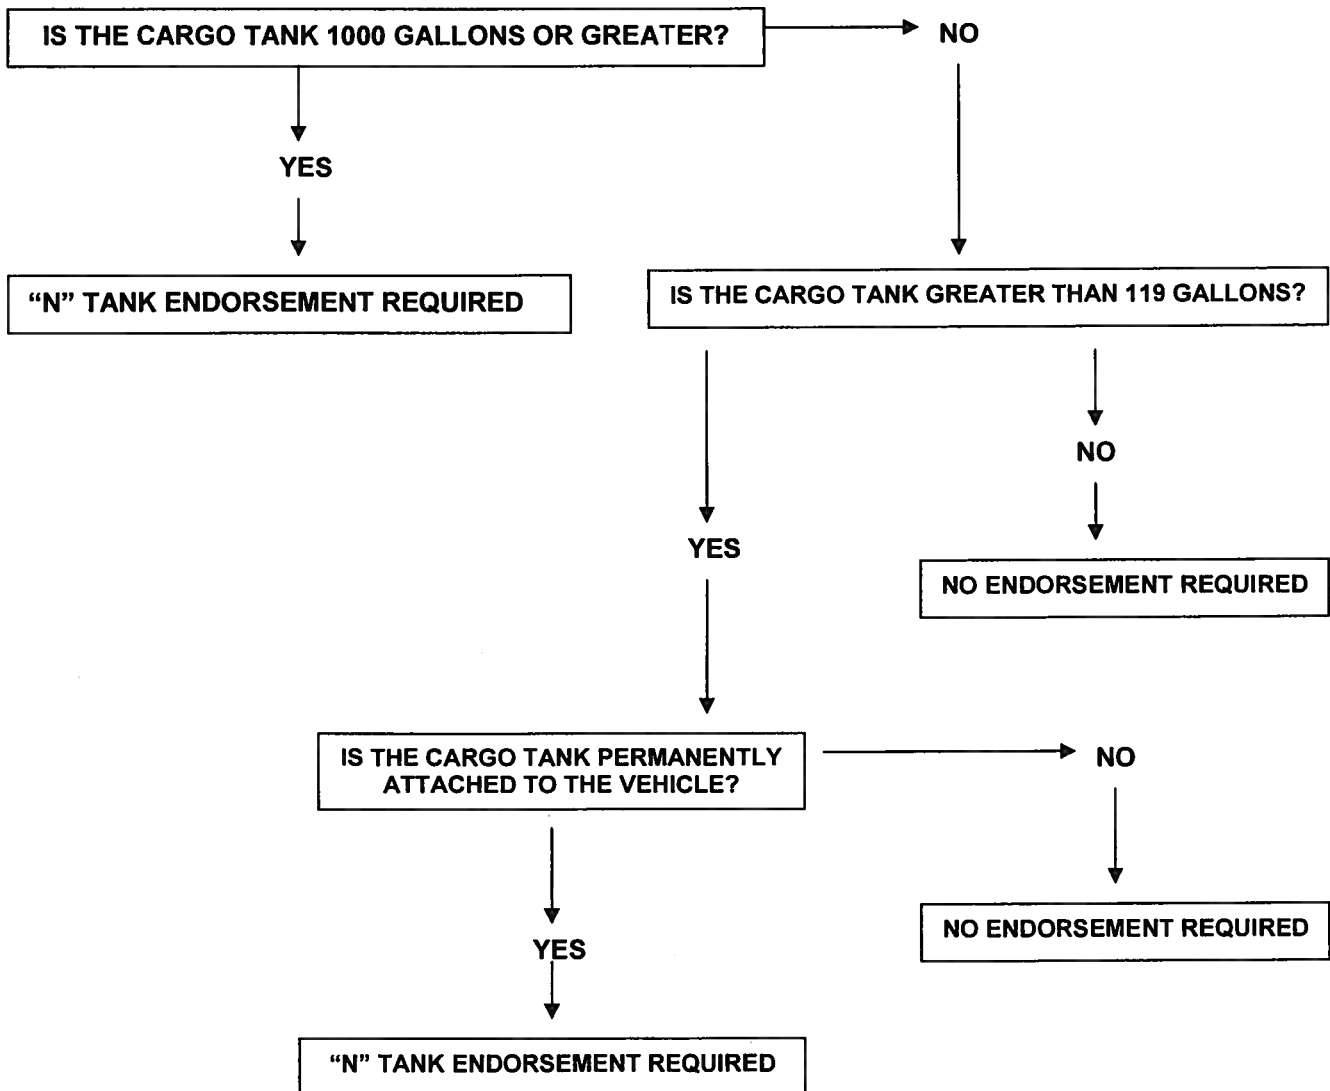 IS THE CARGO TANK 1000 GALLONS OR GREATER?
NO
YES
“N” TANK ENDORSEMENT REQUIRED
IS THE CARGO TANK GREATER THAN 119 GALLONS?
NO
YES
NO ENDORSEMENT REQUIRED
IS THE CARGO TANK PERMANENTLY
ATTACHED TO THE VEHICLE?
NO
NO ENDORSEMENT REQUIRED
YES
“N” TANK ENDORSEMENT REQUIRED